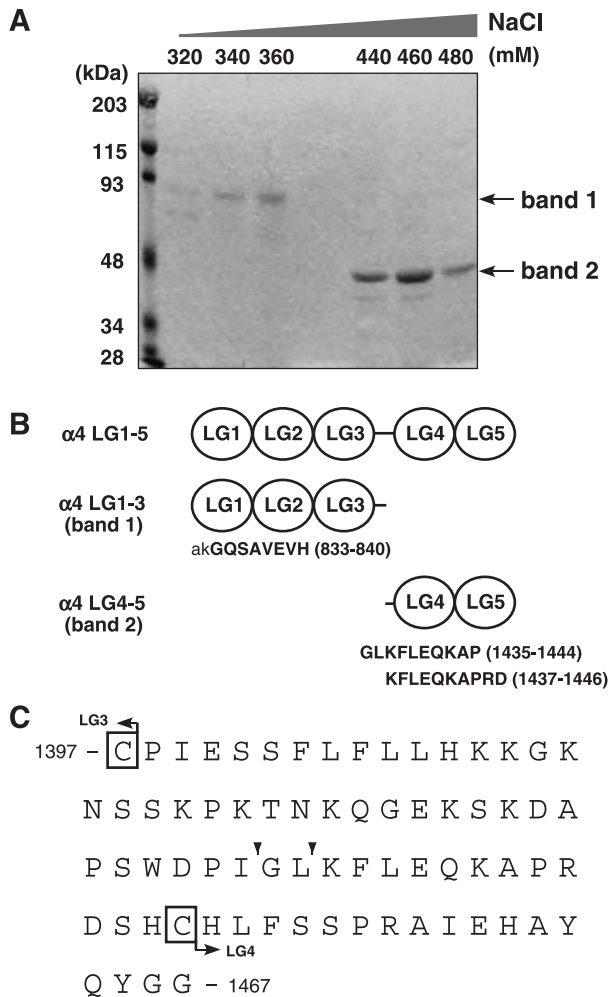 A
NaCl
320 340 360 440 460 480 (mM)
(kDa)
203
115
93
band 1
48
band 2
34
28
B
α4 LG1-5 LG1 LG2 LG3 LG4 LG5
α4 LG1-3 LG1 LG2 LG3
(band 1)
akGQSAVEVH (833-840)
α4 LG4-5 LG4 LG5
(band 2)
GLKFLEQKAP (1435-1444)
KFLEQKAPRD (1437-1446)
C
LG3
1397 – C P I E S S F L F L L H K K G K
N S S K P K T N K Q G E K S K D A
P S W D P I G L K F L E Q K A P R
D S H C H L F S S P R A I E H A Y
LG4
Q Y G G – 1467